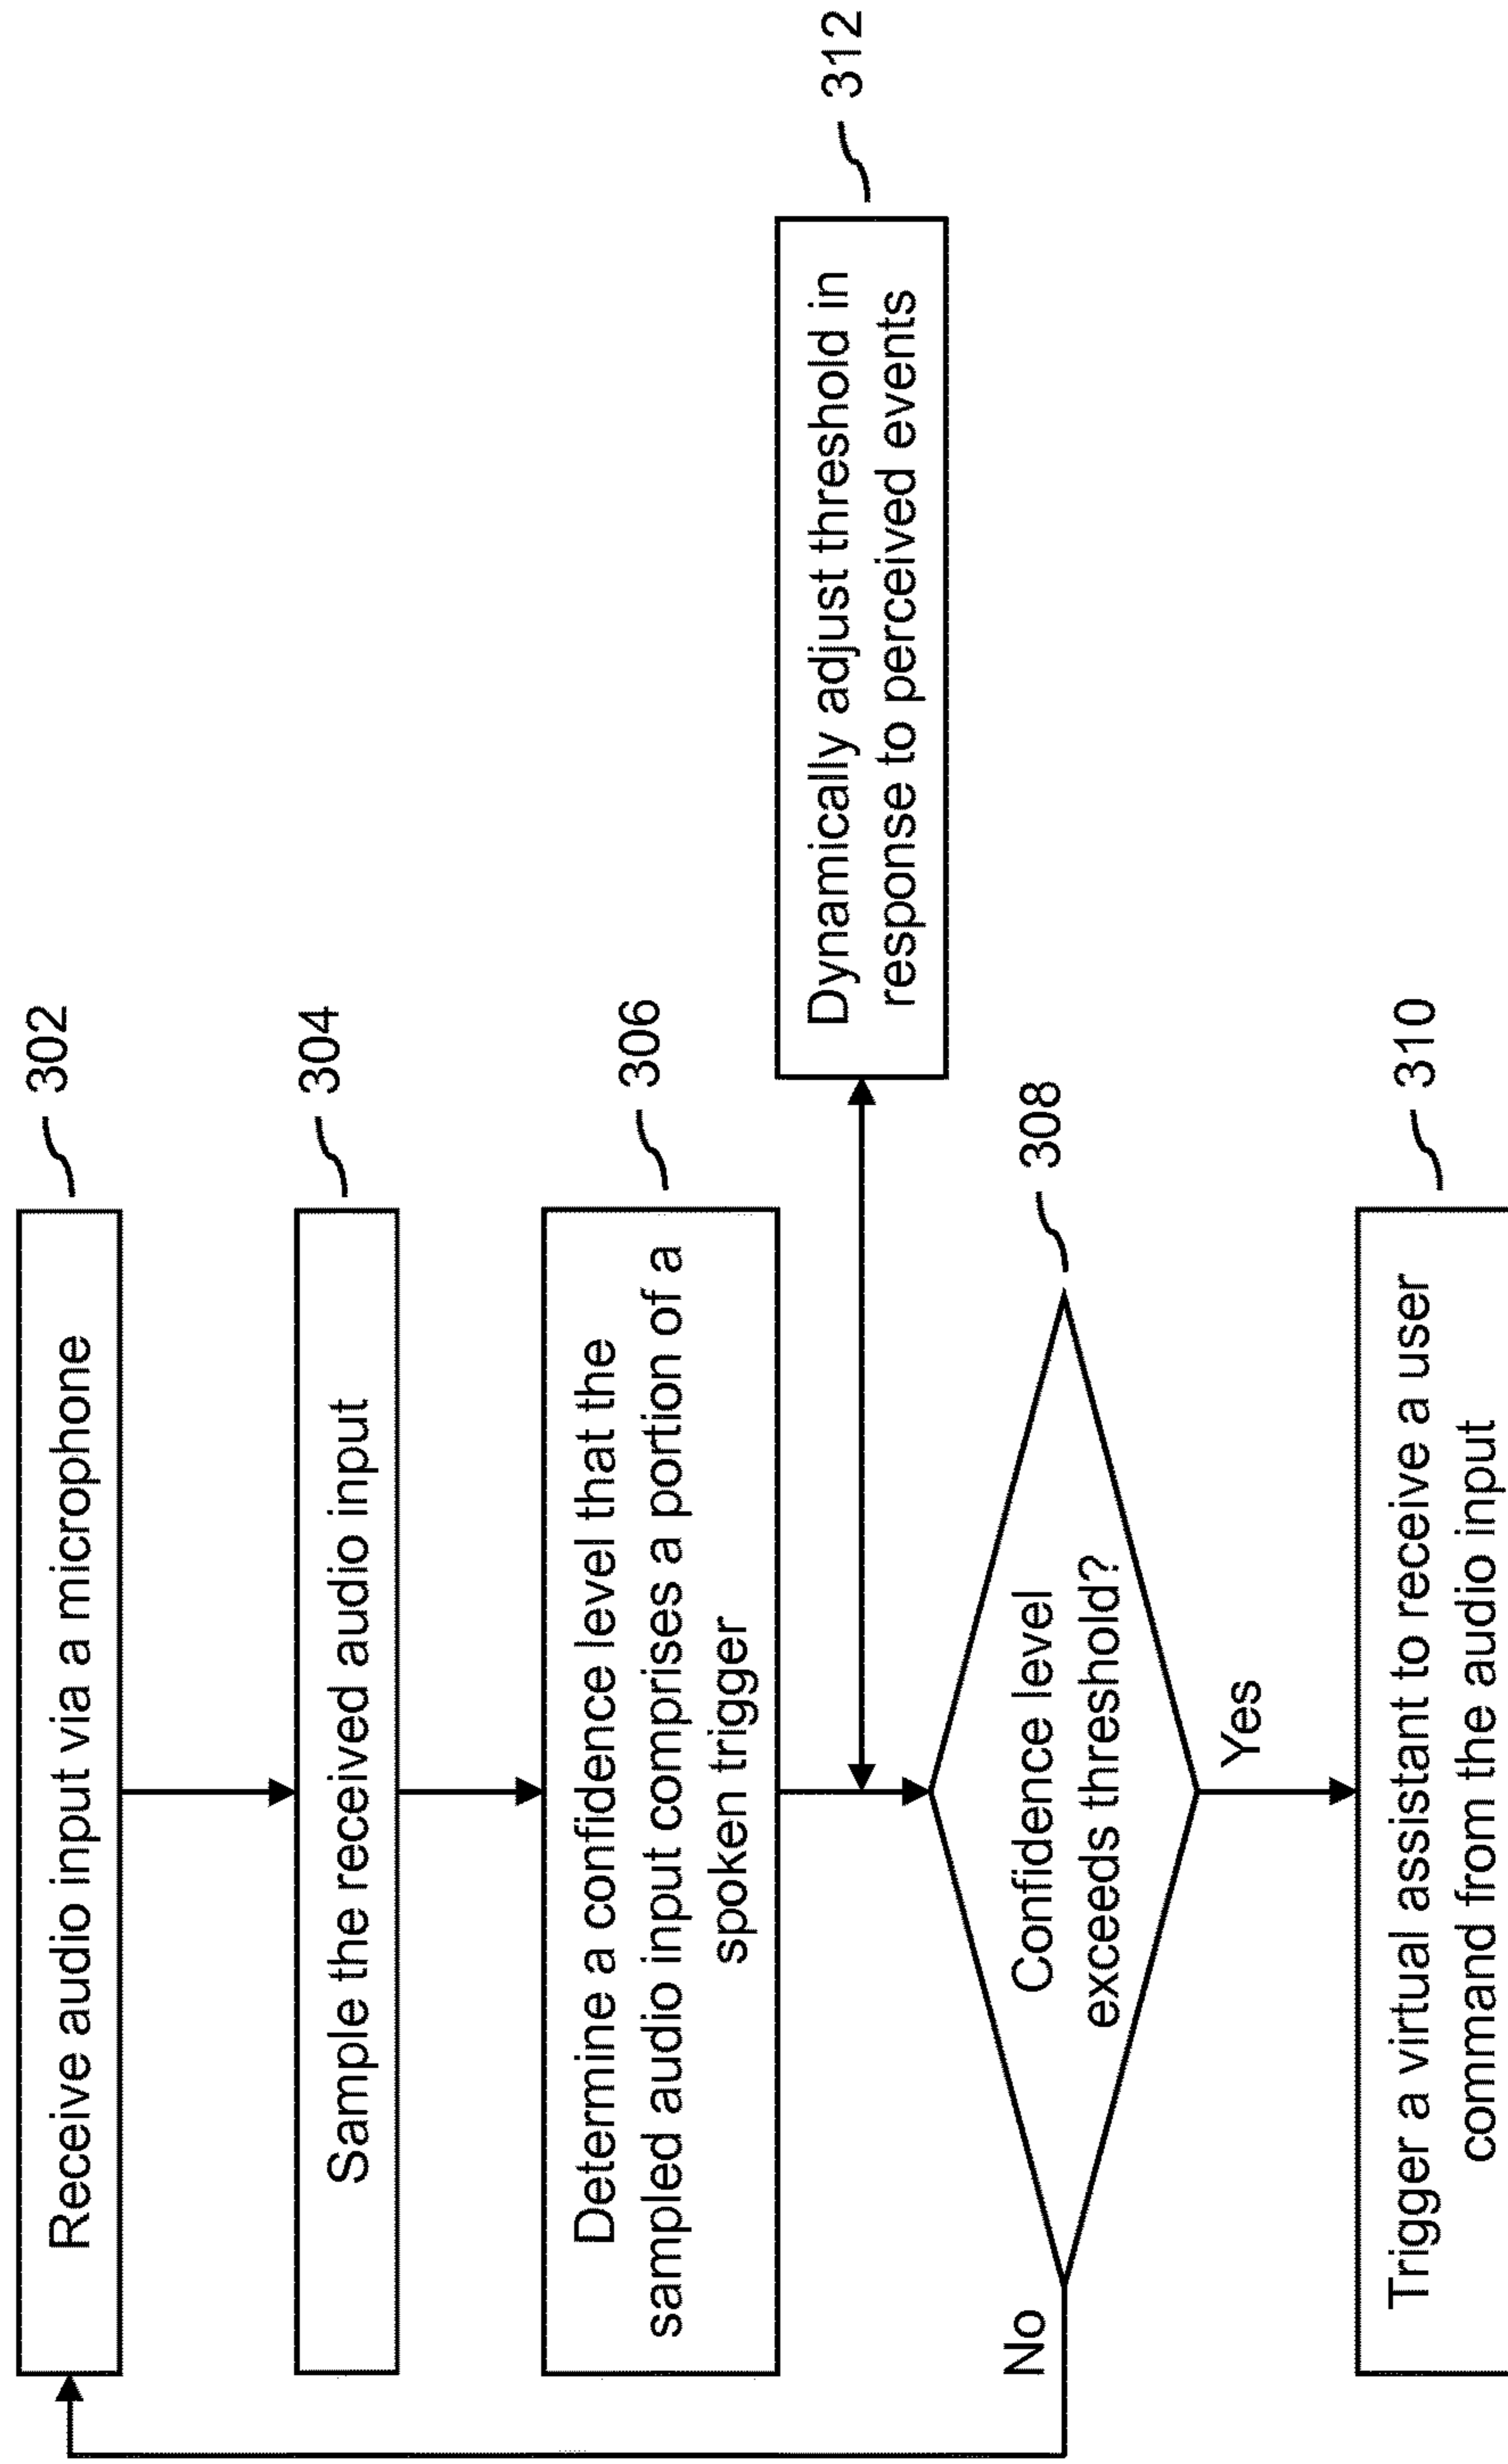 Receive audio input via a microphone
302
Sample the received audio input
304
Determine a confidence level that the
sampled audio input comprises a portion of a
spoken trigger
306
Dynamically adjust threshold in
response to perceived events
312
Confidence level
exceeds threshold?
308
No
Yes
Trigger a virtual assistant to receive a user
command from the audio input
310